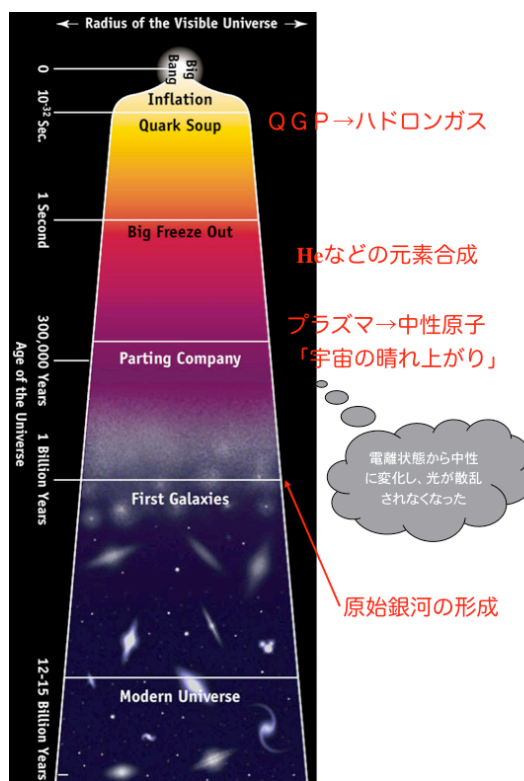 ← Radius of the Visible Universe →
Big
Bang
0
Inflation
10⁻³² Sec.
Quark Soup
ＱＧＰ→ハドロンガス
1 Second
Big Freeze Out
Heなどの元素合成
プラズマ→中性原子
「宇宙の晴れ上がり」
300,000 Years
Parting Company
Age of the Universe
電離状態から中性
に変化し、光が散乱
されなくなった
1 Billion Years
First Galaxies
原始銀河の形成
12-15 Billion Years
Modern Universe